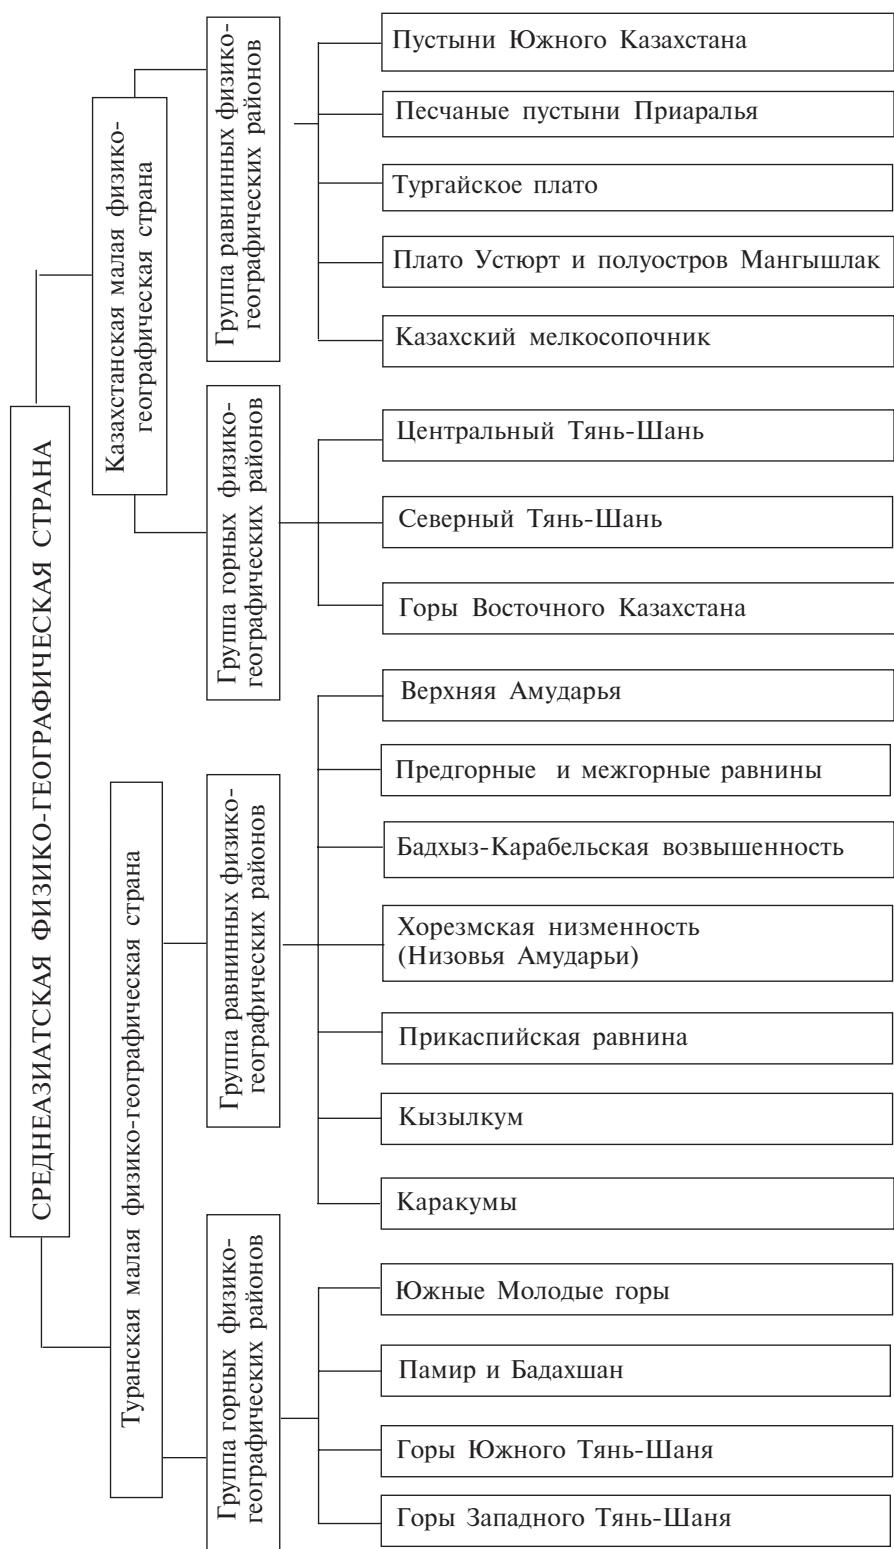 СРЕДНЕАЗИАТСКАЯ ФИЗИКО-ГЕОГРАФИЧЕСКАЯ СТРАНА
Казахстанская малая физико-
географическая страна
Группа равнинных физико-
географических районов
Пустыни Южного Казахстана
Песчаные пустыни Приаралья
Тургайское плато
Плато Устюрт и полуостров Мангышлак
Казахский мелкосопочник
Группа горных физико-
географических районов
Центральный Тянь-Шань
Северный Тянь-Шань
Горы Восточного Казахстана
Туранская малая физико-географическая страна
Группа равнинных физико-
географических районов
Верхняя Амударья
Предгорные и межгорные равнины
Бадхыз-Карабельская возвышенность
Хорезмская низменность
(Низовья Амударьи)
Прикаспийская равнина
Кызылкум
Каракумы
Группа горных физико-
географических районов
Южные Молодые горы
Памир и Бадахшан
Горы Южного Тянь-Шаня
Горы Западного Тянь-Шаня